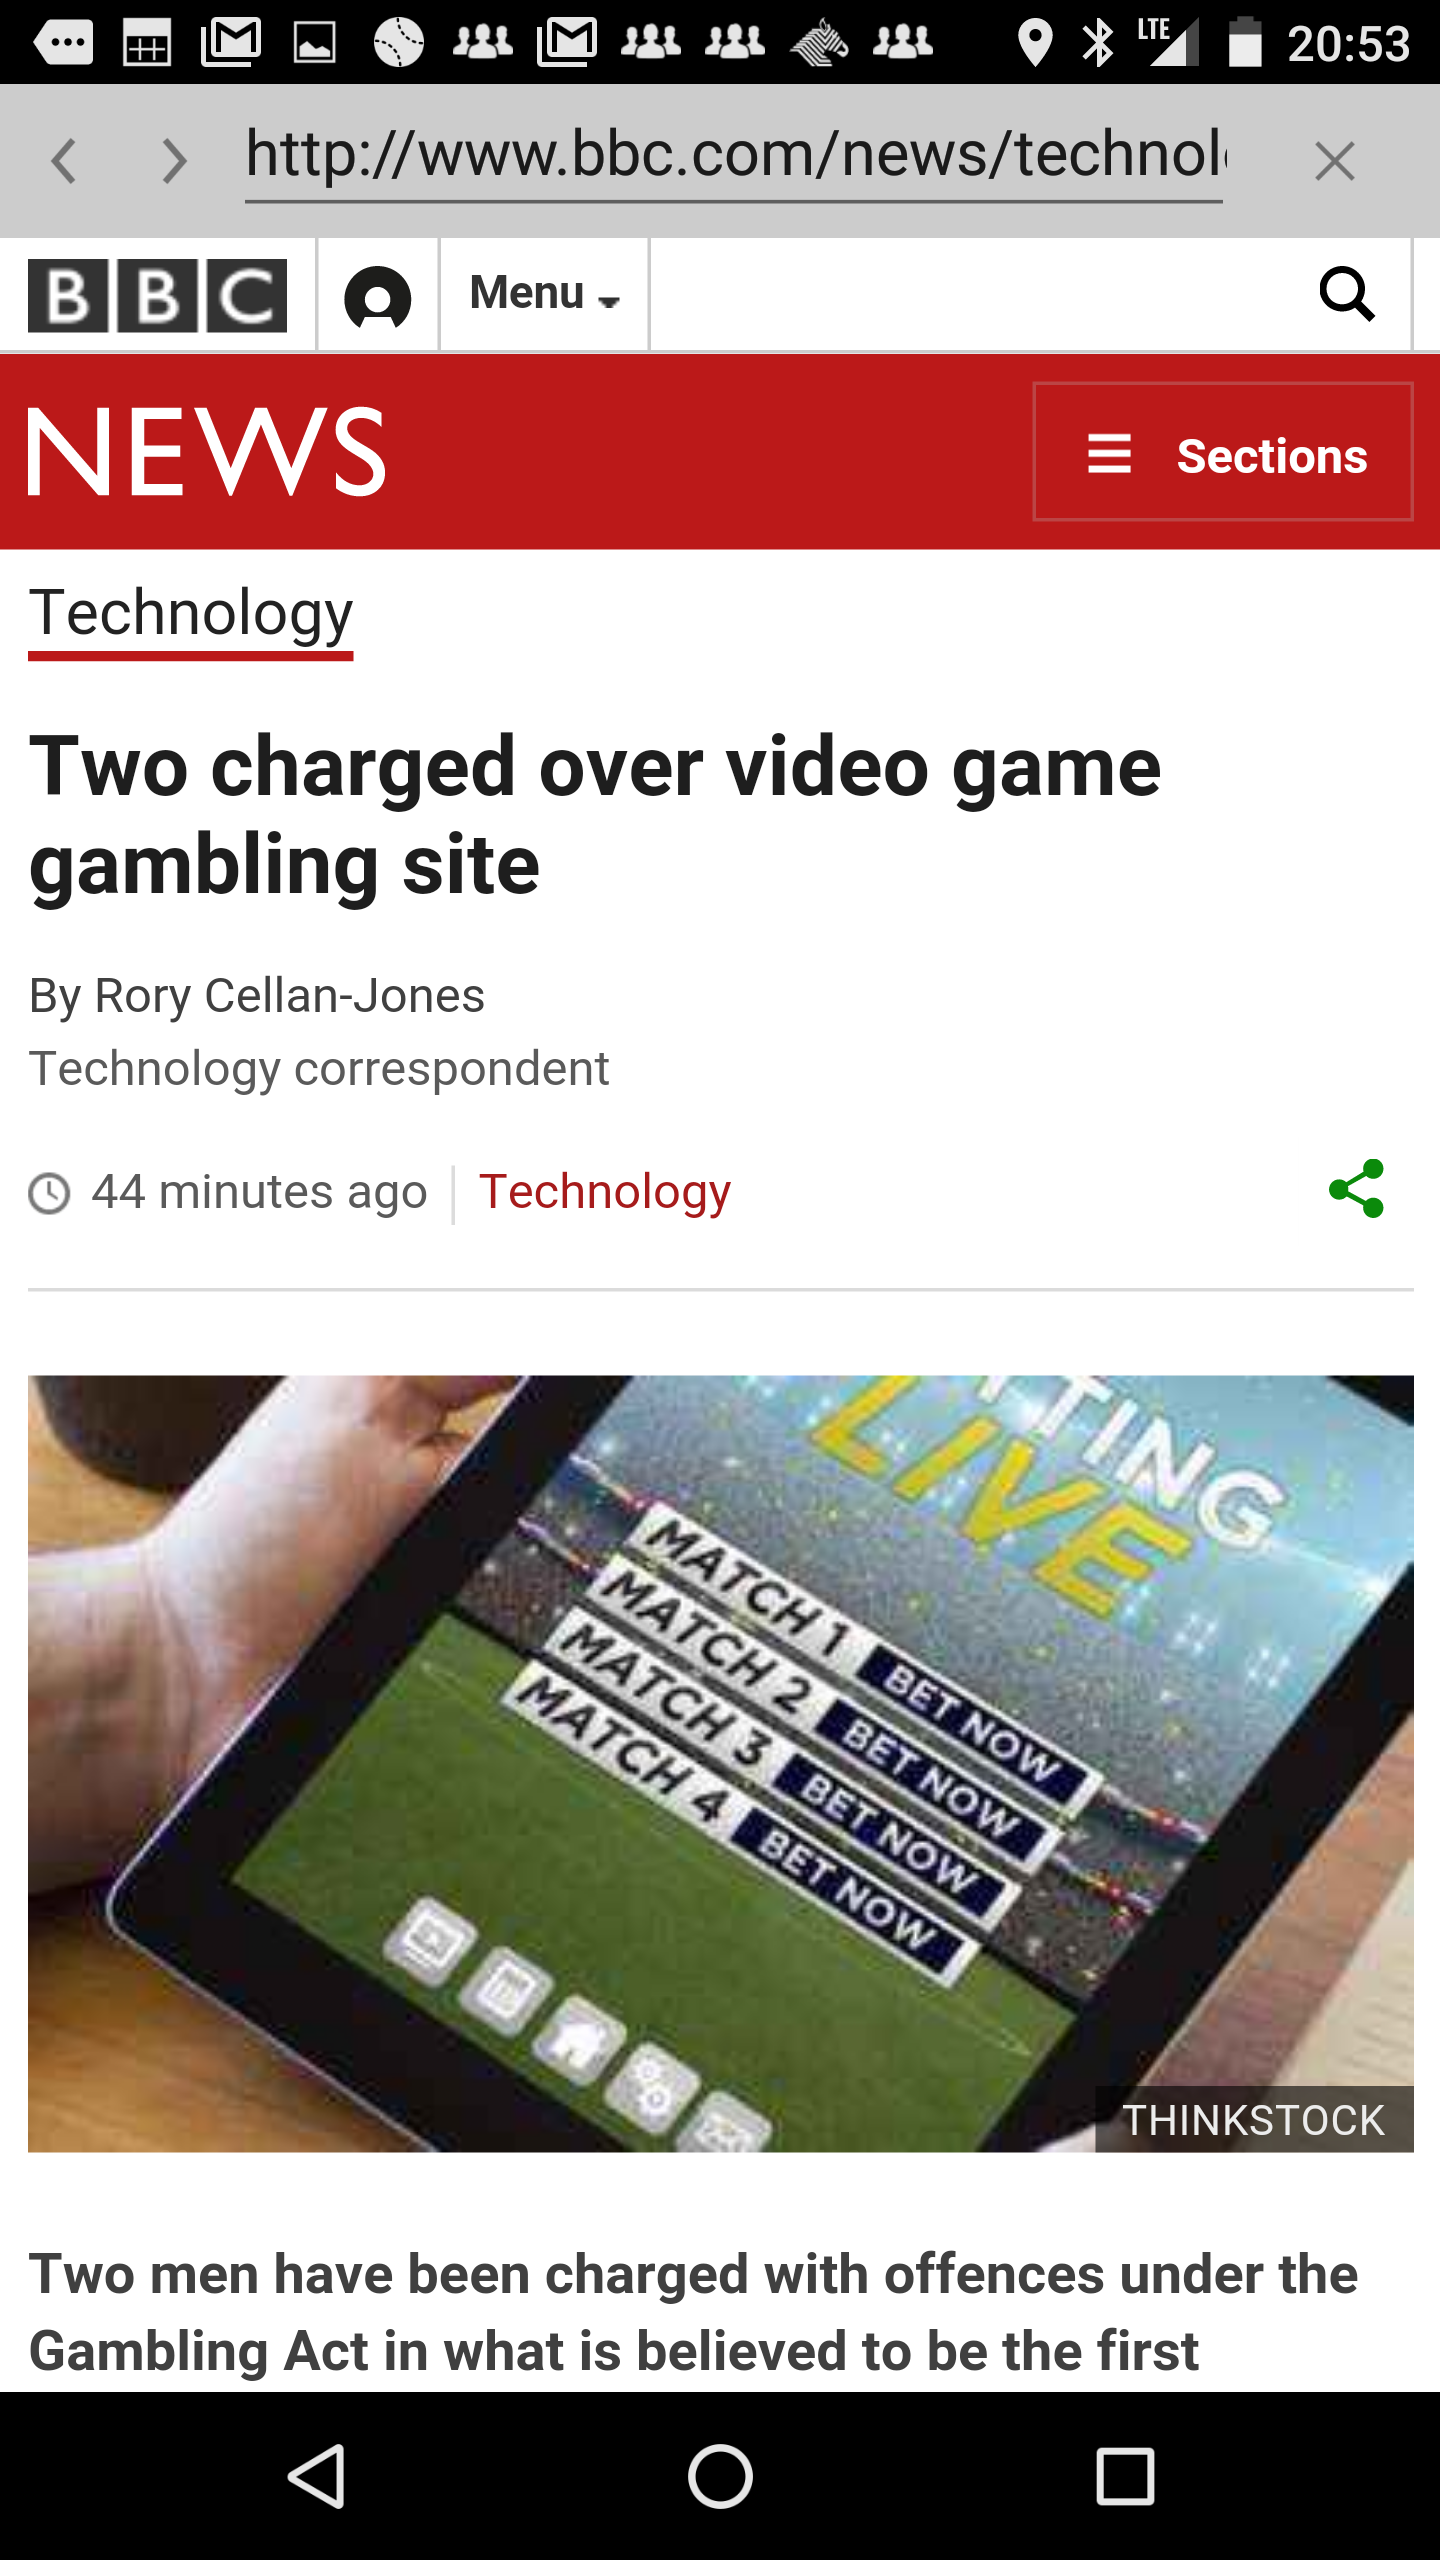 LTE 20:53
http://www.bbc.com/news/technol
BBC
Menu
NEWS
Sections
Technology
Two charged over video game
gambling site
By Rory Cellan-Jones
Technology correspondent
44 minutes ago
Technology
TTING
LIVE
MATCH 1 BET NOW
MATCH 2 BET NOW
MATCH 3 BET NOW
MATCH 4 BET NOW
THINKSTOCK
Two men have been charged with offences under the
Gambling Act in what is believed to be the first